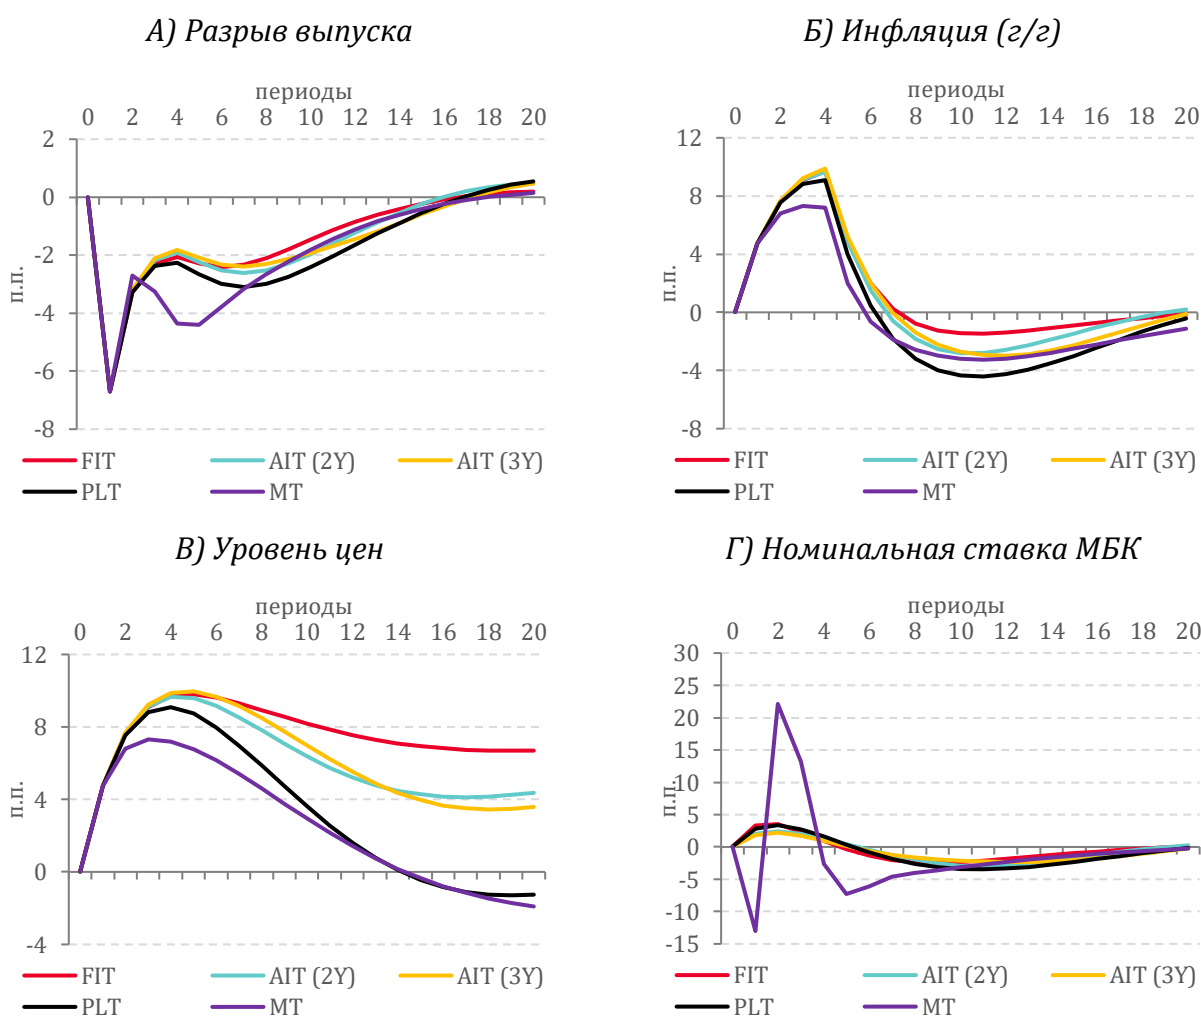 А) Разрыв выпуска
периоды
0 2 4 6 8 10 12 14 16 18 20
2
0
-2
-4
-6
-8
п.п.
FIT AIT (2Y) AIT (3Y)
PLT MT
Б) Инфляция (г/г)
периоды
0 2 4 6 8 10 12 14 16 18 20
12
8
4
0
-4
-8
п.п.
FIT AIT (2Y) AIT (3Y)
PLT MT
В) Уровень цен
периоды
0 2 4 6 8 10 12 14 16 18 20
12
8
4
0
-4
п.п.
FIT AIT (2Y) AIT (3Y)
PLT MT
Г) Номинальная ставка МБК
периоды
0 2 4 6 8 10 12 14 16 18 20
30
25
20
15
10
5
0
-5
-10
-15
п.п.
FIT AIT (2Y) AIT (3Y)
PLT MT